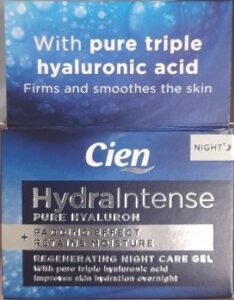 With pure triple
hyaluronic acid
Firms and smoothes the skin
Cien
NIGHT
HydraIntense
PURE HYALURON
+ PADDING EFFECT
RETAINS MOISTURE
REGENERATING NIGHT CARE GEL
With pure triple hyaluronic acid
improves skin hydration overnight